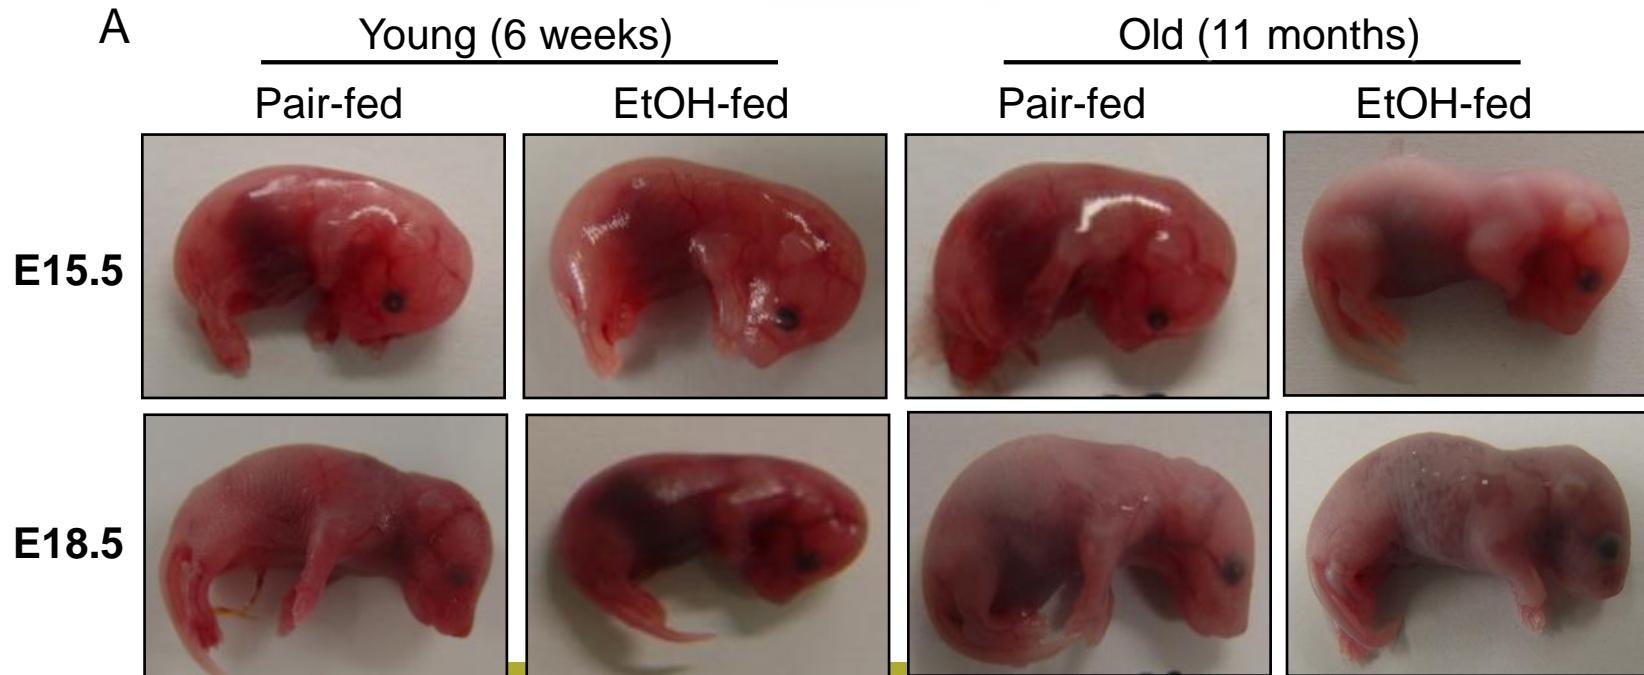 A
Young (6 weeks) Old (11 months)
Pair-fed EtOH-fed Pair-fed EtOH-fed
E15.5
E18.5